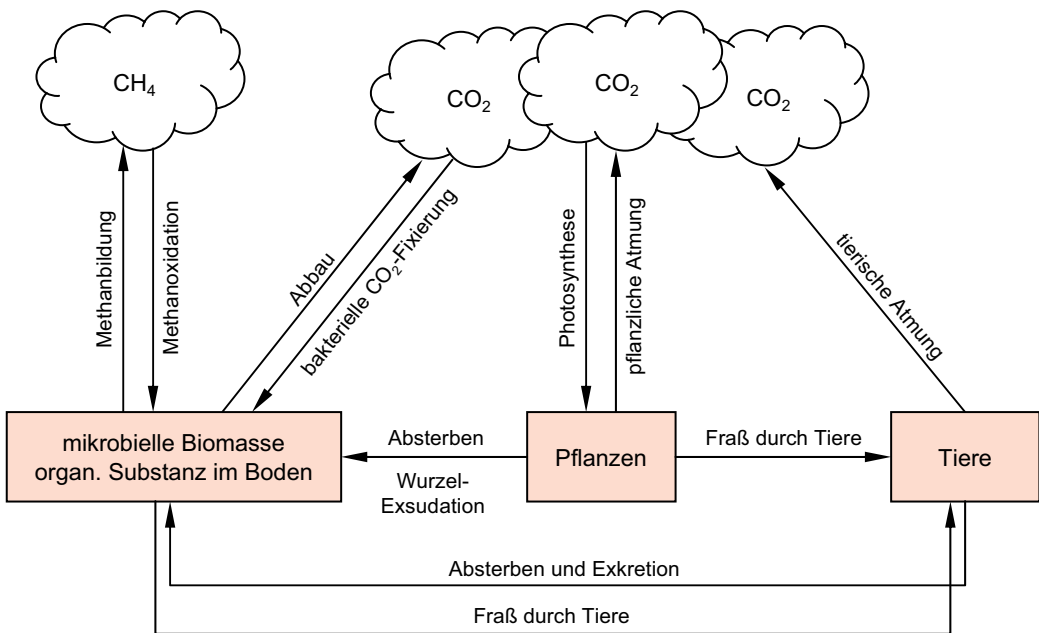 CH₄
CO₂
CO₂
CO₂
Methanbildung
Methanoxidation
Abbau
bakterielle CO₂-Fixierung
Photosynthese
pflanzliche Atmung
tierische Atmung
mikrobielle Biomasse
organ. Substanz im Boden
Absterben
Wurzel-
Exsudation
Pflanzen
Fraß durch Tiere
Tiere
Absterben und Exkretion
Fraß durch Tiere